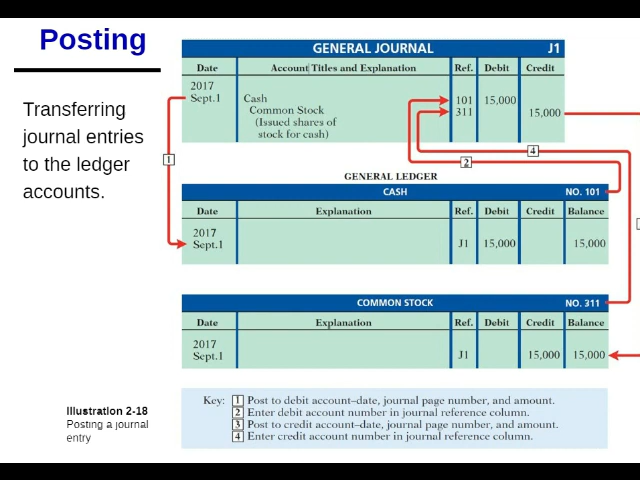 Posting
Transferring
journal entries
to the ledger
accounts.
GENERAL JOURNAL J1
Date Account Titles and Explanation Ref. Debit Credit
2017
Sept.1 Cash 101 15,000
Common Stock 311 15,000
(Issued shares of
stock for cash)
1
4
2
GENERAL LEDGER
CASH NO. 101
Date Explanation Ref. Debit Credit Balance
2017
Sept.1 J1 15,000 15,000
COMMON STOCK NO. 311
Date Explanation Ref. Debit Credit Balance
2017
Sept.1 J1 15,000 15,000
Key: 1 Post to debit account–date, journal page number, and amount.
2 Enter debit account number in journal reference column.
3 Post to credit account–date, journal page number, and amount.
4 Enter credit account number in journal reference column.
Illustration 2-18
Posting a journal
entry